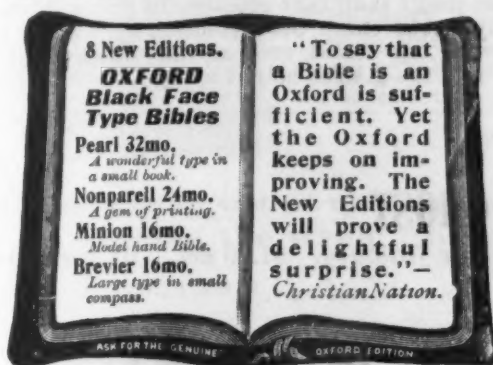 8 New Editions.
OXFORD
Black Face
Type Bibles
Pearl 32mo.
A wonderful type in
a small book.
Nonpareil 24mo.
A gem of printing.
Minion 16mo.
Model hand Bible.
Brevier 16mo.
Large type in small
compass.
"To say that
a Bible is an
Oxford is suf-
ficient. Yet
the Oxford
keeps on im-
proving. The
New Editions
will prove a
delightful
surprise."—
Christian Nation.
ASK FOR THE GENUINE
OXFORD EDITION